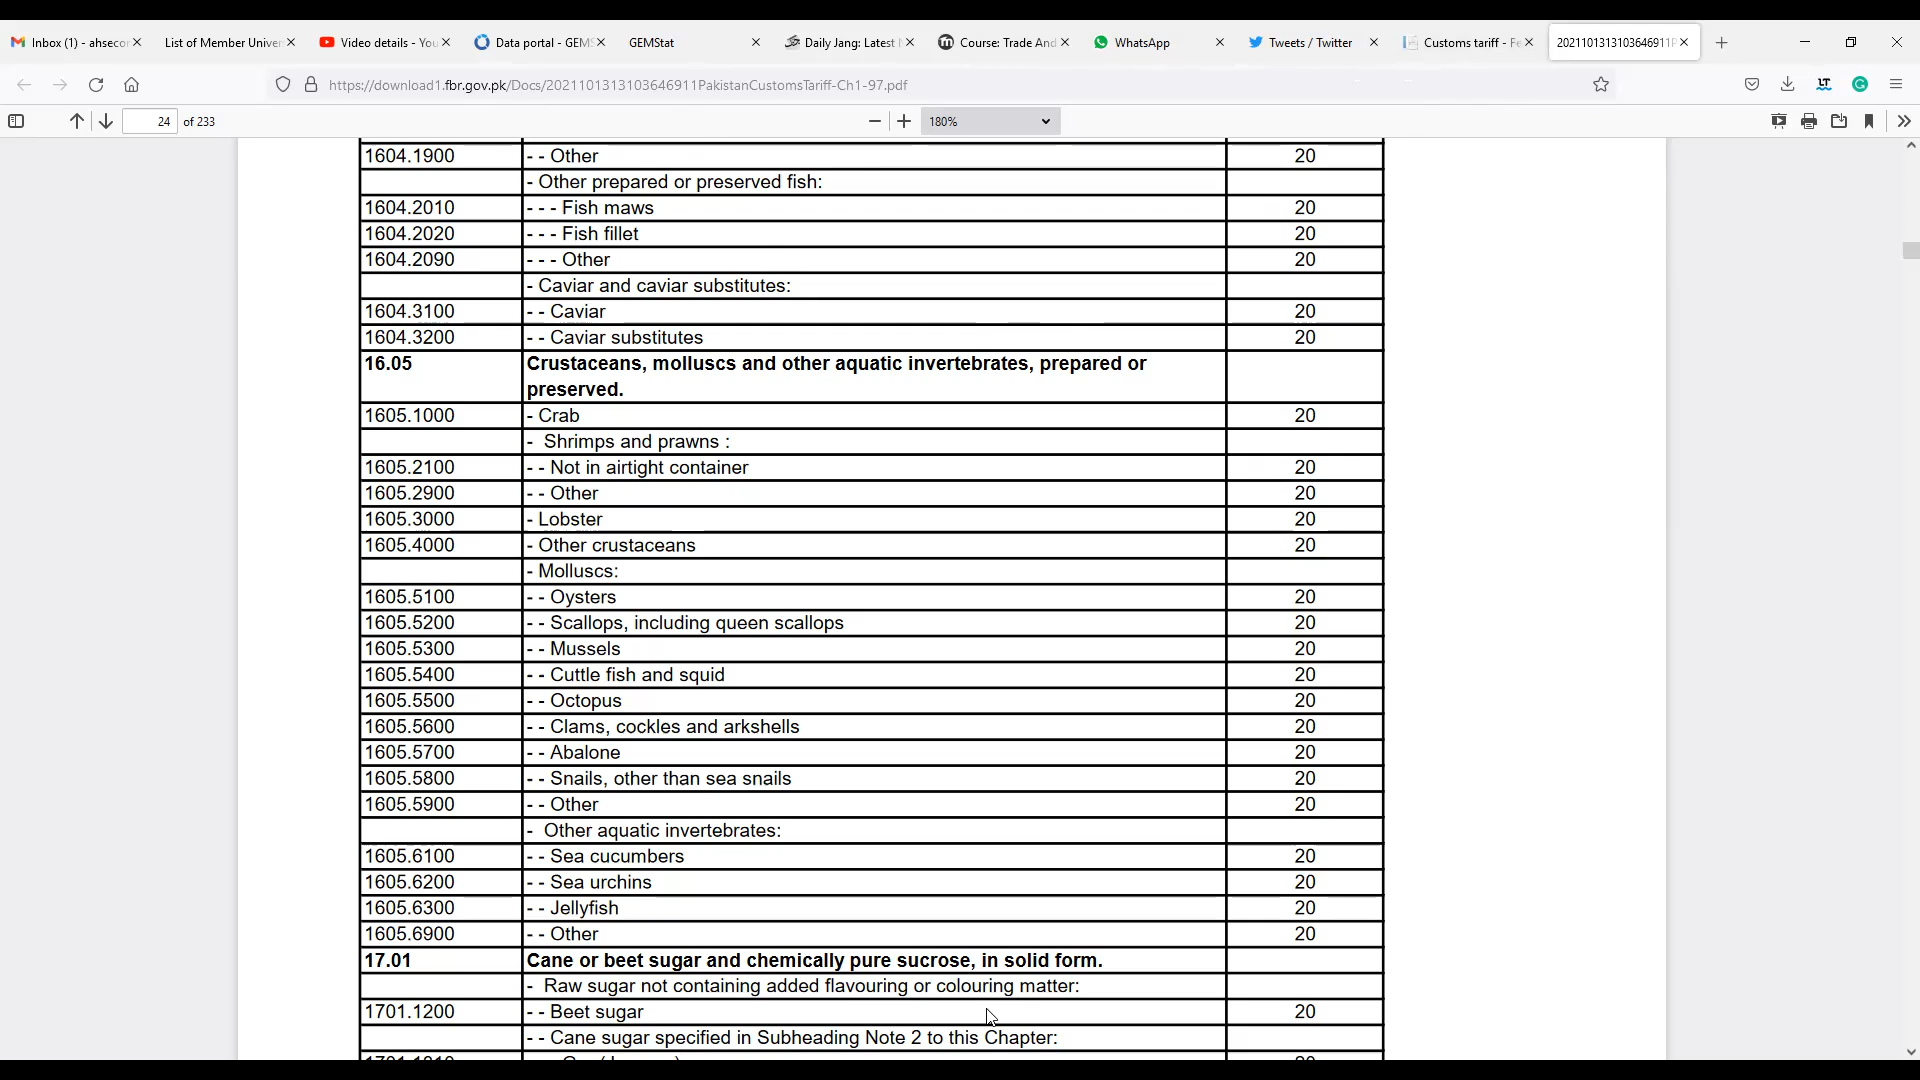 Inbox (1) - ahsecor
List of Member Univer
Video details - You
Data portal - GEMS
GEMStat
Daily Jang: Latest
Course: Trade And
WhatsApp
Tweets / Twitter
Customs tariff - Fe
2021101313103646911P
https://download1.fbr.gov.pk/Docs/2021101313103646911PakistanCustomsTariff-Ch1-97.pdf
24 of 233
180%
1604.1900 - - Other 20
- Other prepared or preserved fish:
1604.2010 - - - Fish maws 20
1604.2020 - - - Fish fillet 20
1604.2090 - - - Other 20
- Caviar and caviar substitutes:
1604.3100 - - Caviar 20
1604.3200 - - Caviar substitutes 20
16.05 Crustaceans, molluscs and other aquatic invertebrates, prepared or
preserved.
1605.1000 - Crab 20
- Shrimps and prawns :
1605.2100 - - Not in airtight container 20
1605.2900 - - Other 20
1605.3000 - Lobster 20
1605.4000 - Other crustaceans 20
- Molluscs:
1605.5100 - - Oysters 20
1605.5200 - - Scallops, including queen scallops 20
1605.5300 - - Mussels 20
1605.5400 - - Cuttle fish and squid 20
1605.5500 - - Octopus 20
1605.5600 - - Clams, cockles and arkshells 20
1605.5700 - - Abalone 20
1605.5800 - - Snails, other than sea snails 20
1605.5900 - - Other 20
- Other aquatic invertebrates:
1605.6100 - - Sea cucumbers 20
1605.6200 - - Sea urchins 20
1605.6300 - - Jellyfish 20
1605.6900 - - Other 20
17.01 Cane or beet sugar and chemically pure sucrose, in solid form.
- Raw sugar not containing added flavouring or colouring matter:
1701.1200 - - Beet sugar 20
- - Cane sugar specified in Subheading Note 2 to this Chapter: